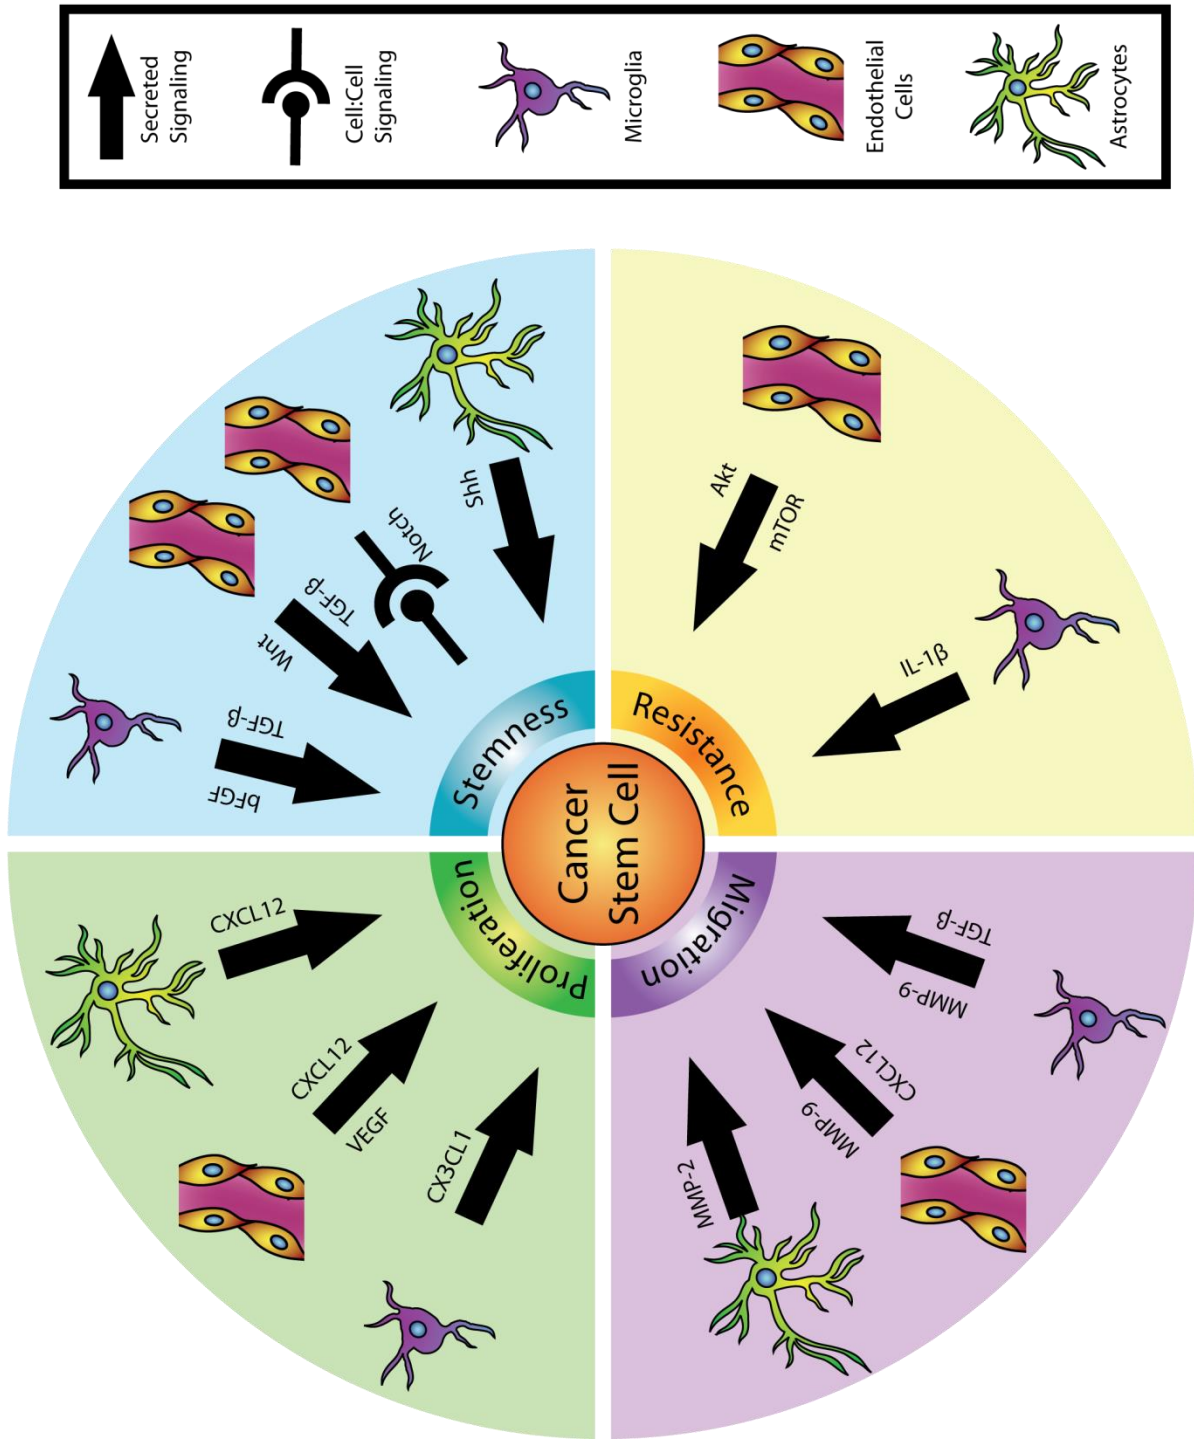 Secreted
Signaling
Cell:Cell
Signaling
Microglia
Endothelial
Cells
Astrocytes
Stemness
bFGF
TGF-β
Wnt
TGF-β
Notch
Shh
Resistance
Akt
mTOR
IL-1β
Cancer
Stem Cell
Proliferation
CXCL12
CXCL12
VEGF
CX3CL1
Migration
MMP-2
MMP-9
CXCL12
MMP-9
TGF-β